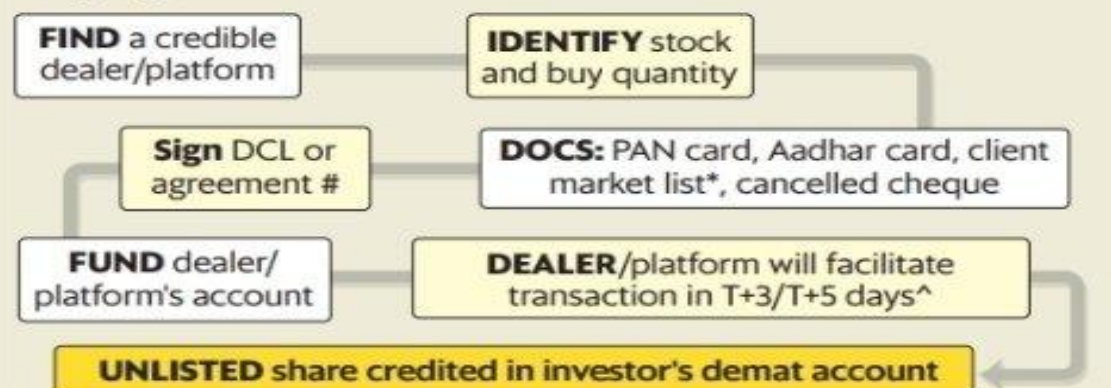 FIND a credible
dealer/platform
IDENTIFY stock
and buy quantity
DOCS: PAN card, Aadhar card, client
market list*, cancelled cheque
Sign DCL or
agreement #
FUND dealer/
platform's account
DEALER/platform will facilitate
transaction in T+3/T+5 days^
UNLISTED share credited in investor's demat account